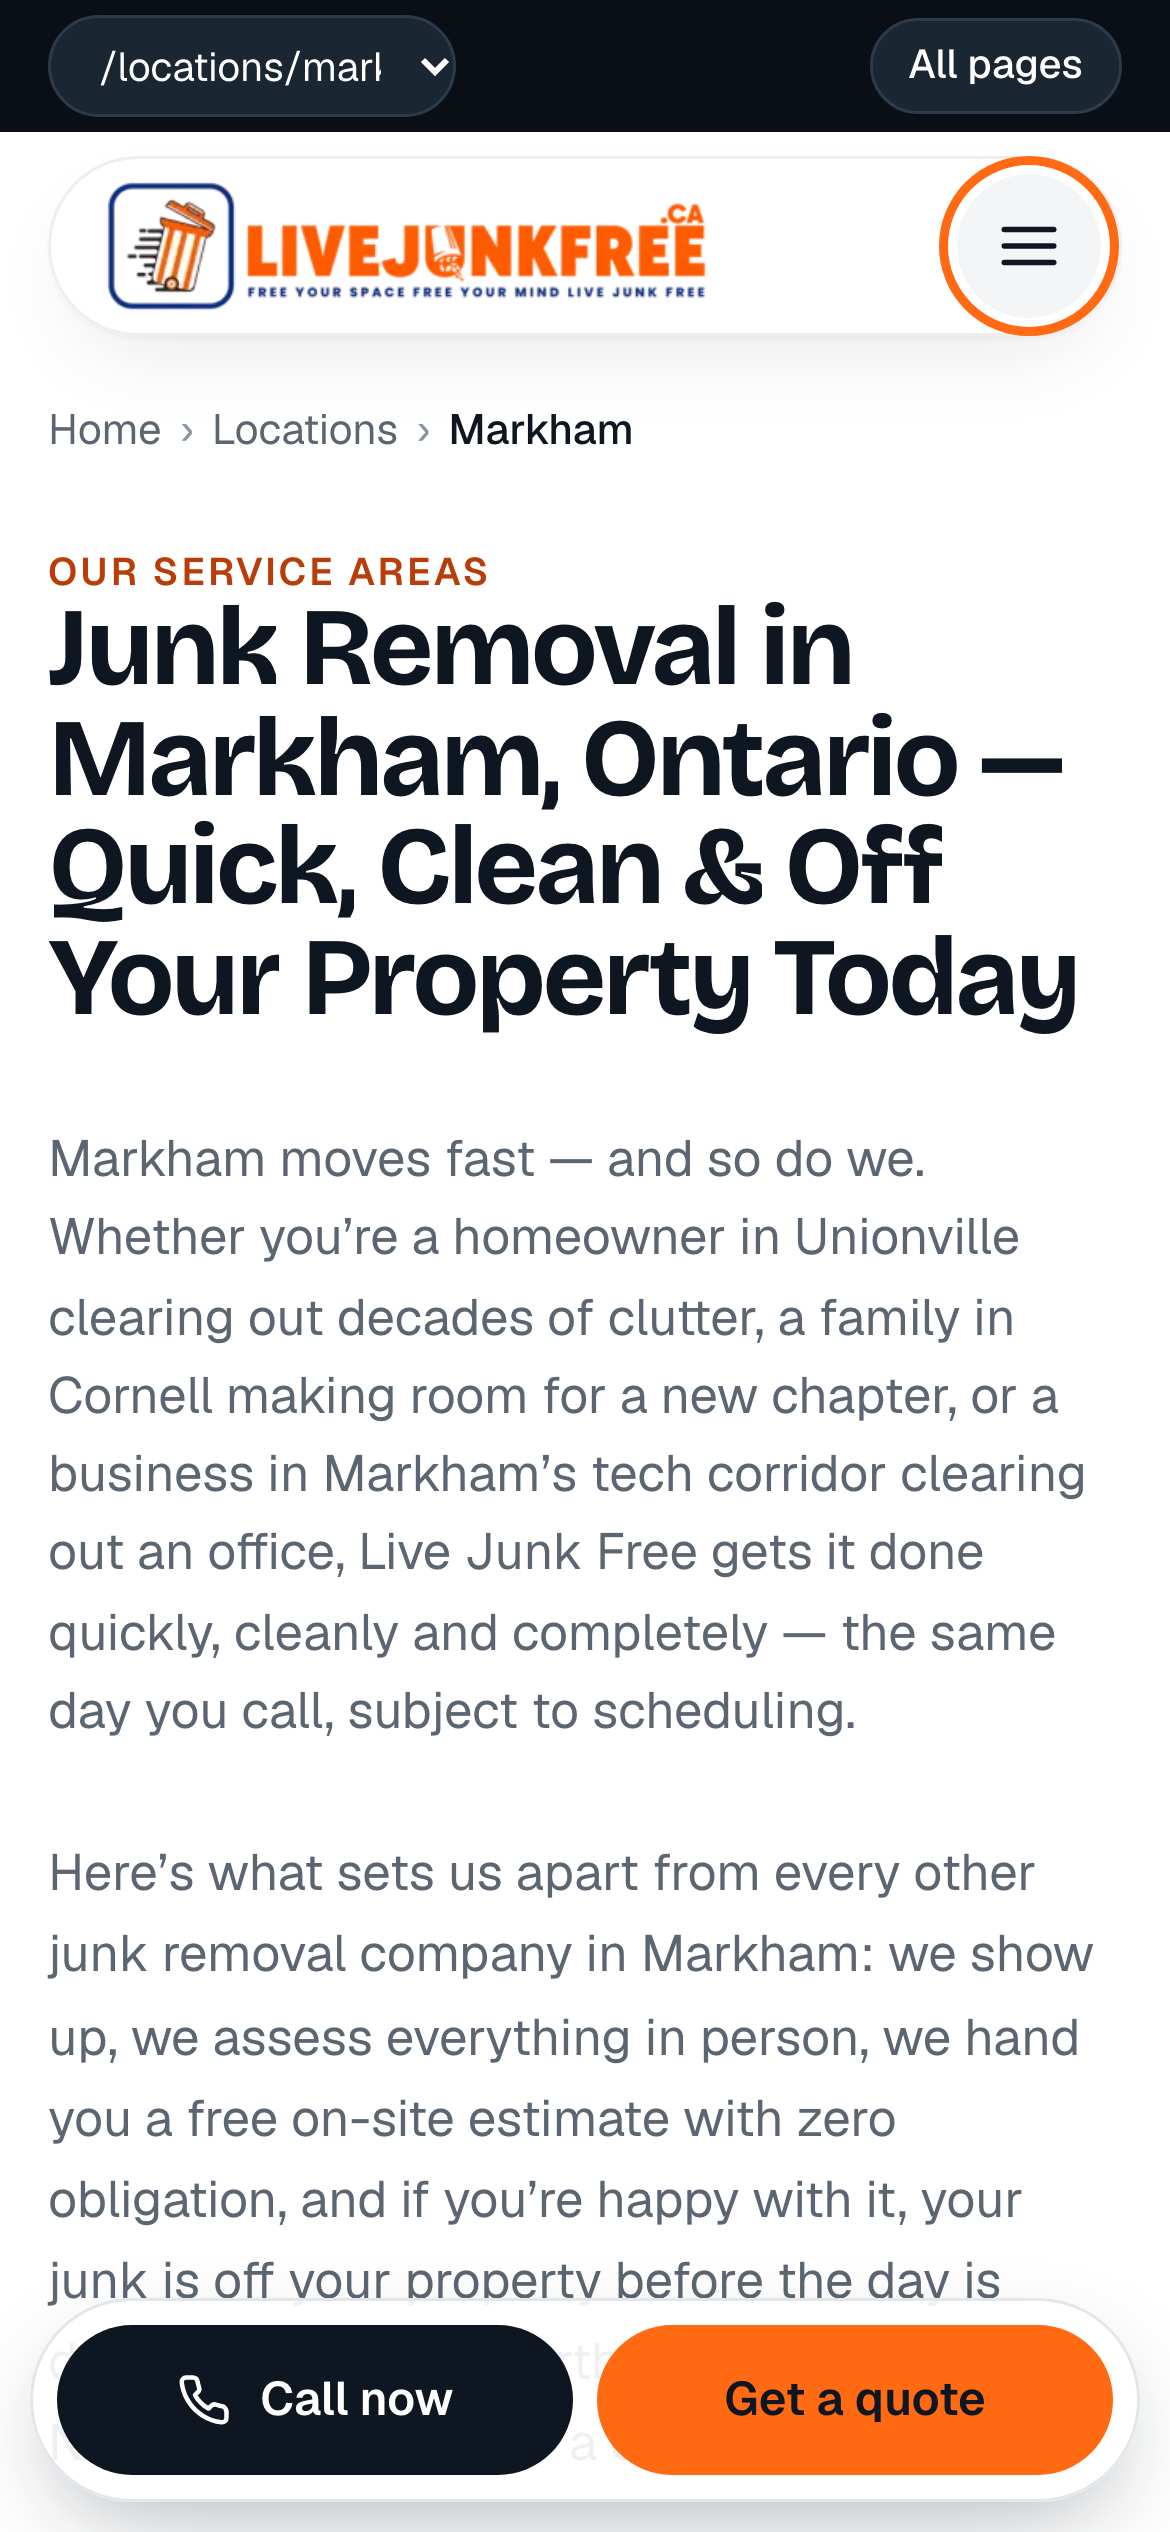 /locations/mark
All pages
LIVEJUNKFREE
.CA
FREE YOUR SPACE FREE YOUR MIND LIVE JUNK FREE
Home › Locations › Markham
OUR SERVICE AREAS
Junk Removal in
Markham, Ontario —
Quick, Clean & Off
Your Property Today
Markham moves fast — and so do we.
Whether you’re a homeowner in Unionville
clearing out decades of clutter, a family in
Cornell making room for a new chapter, or a
business in Markham’s tech corridor clearing
out an office, Live Junk Free gets it done
quickly, cleanly and completely — the same
day you call, subject to scheduling.
Here’s what sets us apart from every other
junk removal company in Markham: we show
up, we assess everything in person, we hand
you a free on-site estimate with zero
obligation, and if you’re happy with it, your
junk is off your property before the day is
Call now
Get a quote